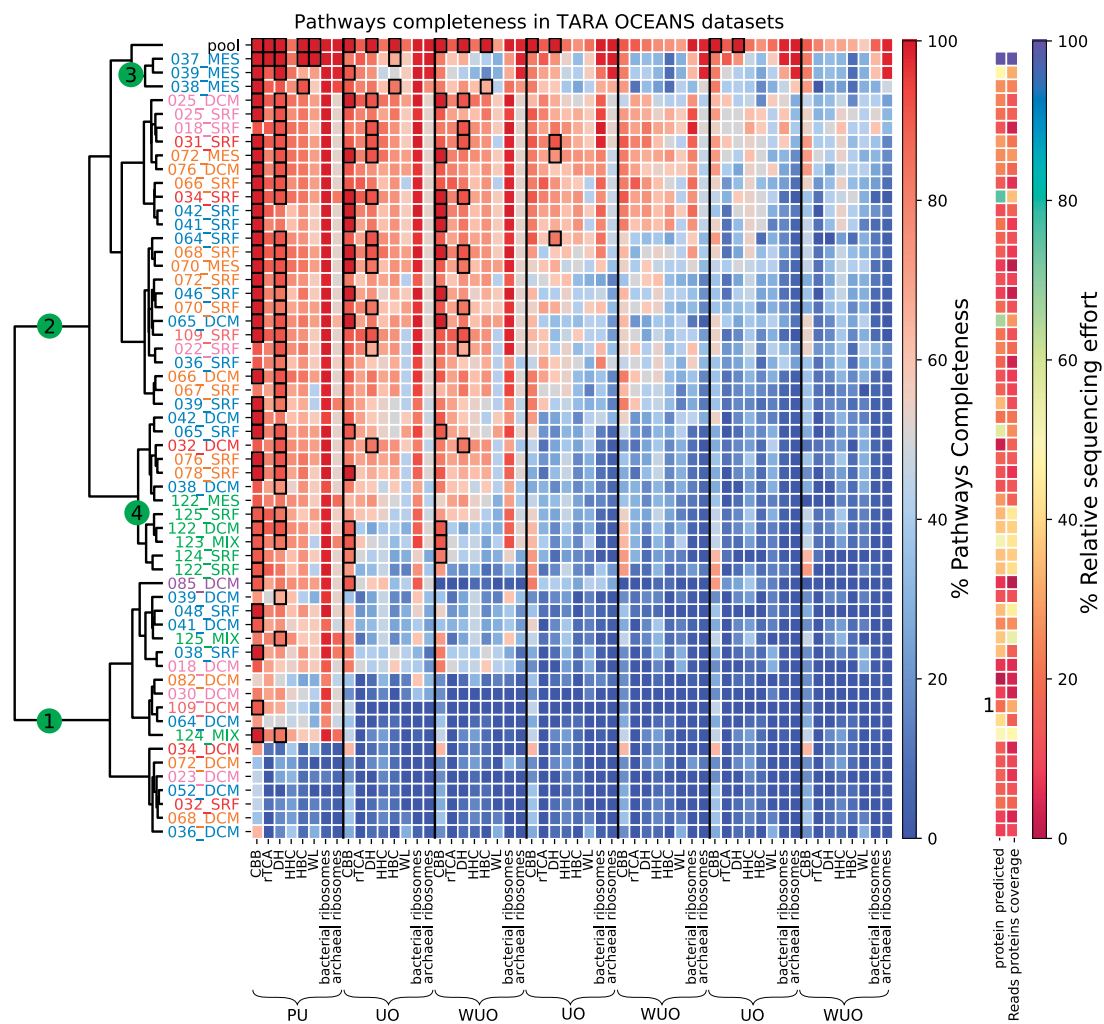 Pathways completeness in TARA OCEANS datasets
pool
037_MES
039_MES
038_MES
025_DCM
025_SRF
018_SRF
031_SRF
072_MES
076_DCM
066_SRF
034_SRF
042_SRF
041_SRF
064_SRF
068_SRF
070_MES
072_SRF
046_SRF
070_SRF
065_DCM
109_SRF
022_SRF
036_SRF
066_DCM
067_SRF
039_SRF
042_DCM
065_SRF
032_DCM
076_SRF
078_SRF
038_DCM
122_MES
125_SRF
122_DCM
123_MIX
124_SRF
122_SRF
085_DCM
039_DCM
048_SRF
041_DCM
125_MIX
038_SRF
018_DCM
082_DCM
030_DCM
109_DCM
064_DCM
124_MIX
034_DCM
072_DCM
023_DCM
052_DCM
032_SRF
068_DCM
036_DCM
3
2
4
1
CBB rTCA DH HHC HBC WL bacterial ribosomes archaeal ribosomes
CBB rTCA DH HHC HBC WL bacterial ribosomes archaeal ribosomes
CBB rTCA DH HHC HBC WL bacterial ribosomes archaeal ribosomes
CBB rTCA DH HHC HBC WL bacterial ribosomes archaeal ribosomes
CBB rTCA DH HHC HBC WL bacterial ribosomes archaeal ribosomes
CBB rTCA DH HHC HBC WL bacterial ribosomes archaeal ribosomes
CBB rTCA DH HHC HBC WL bacterial ribosomes archaeal ribosomes
PU UO WUO UO WUO UO WUO
100
80
60
40
20
0
% Pathways Completeness
1
protein predicted
Reads proteins coverage
100
80
60
40
20
0
% Relative sequencing effort